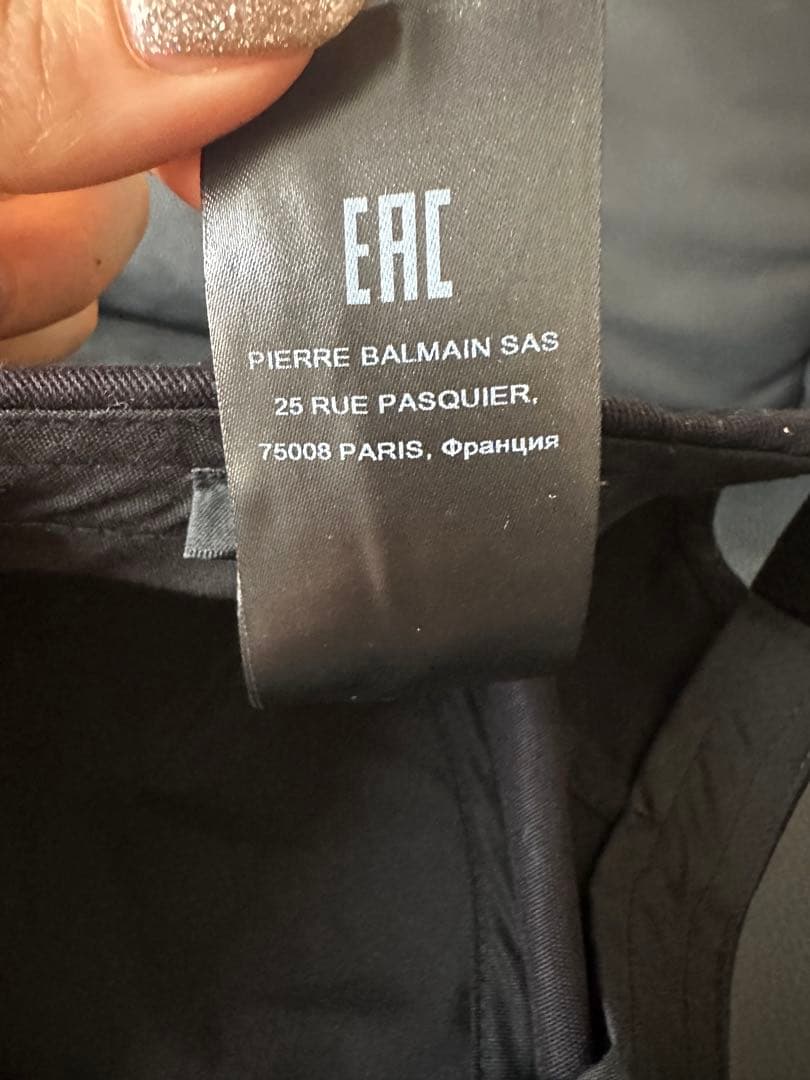 EAC
PIERRE BALMAIN SAS
25 RUE PASQUIER,
75008 PARIS, Франция